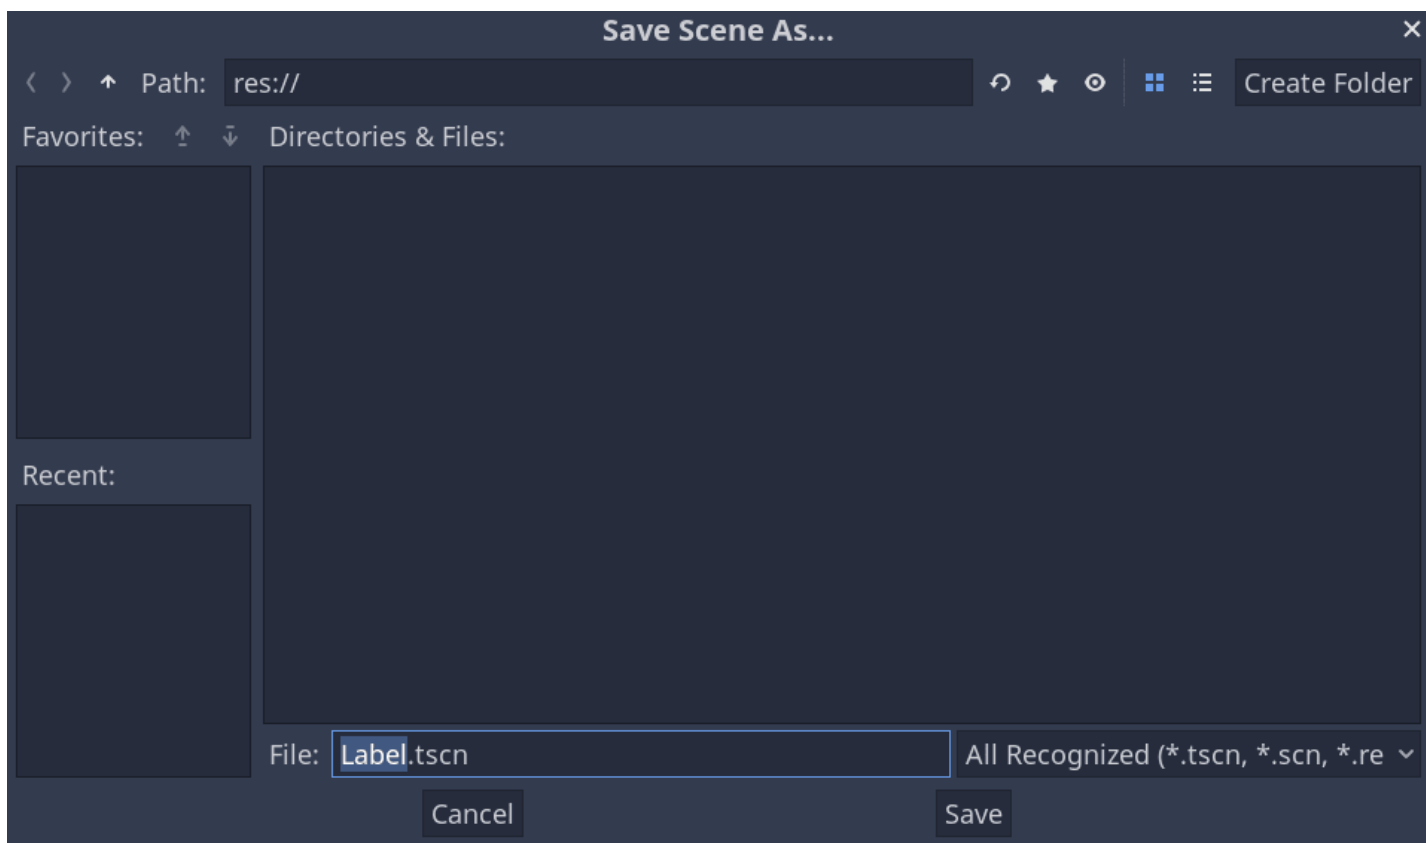 Save Scene As...
Path: res:// Create Folder
Favorites: Directories & Files:
Recent:
File: Label.tscn All Recognized (*.tscn, *.scn, *.re
Cancel Save